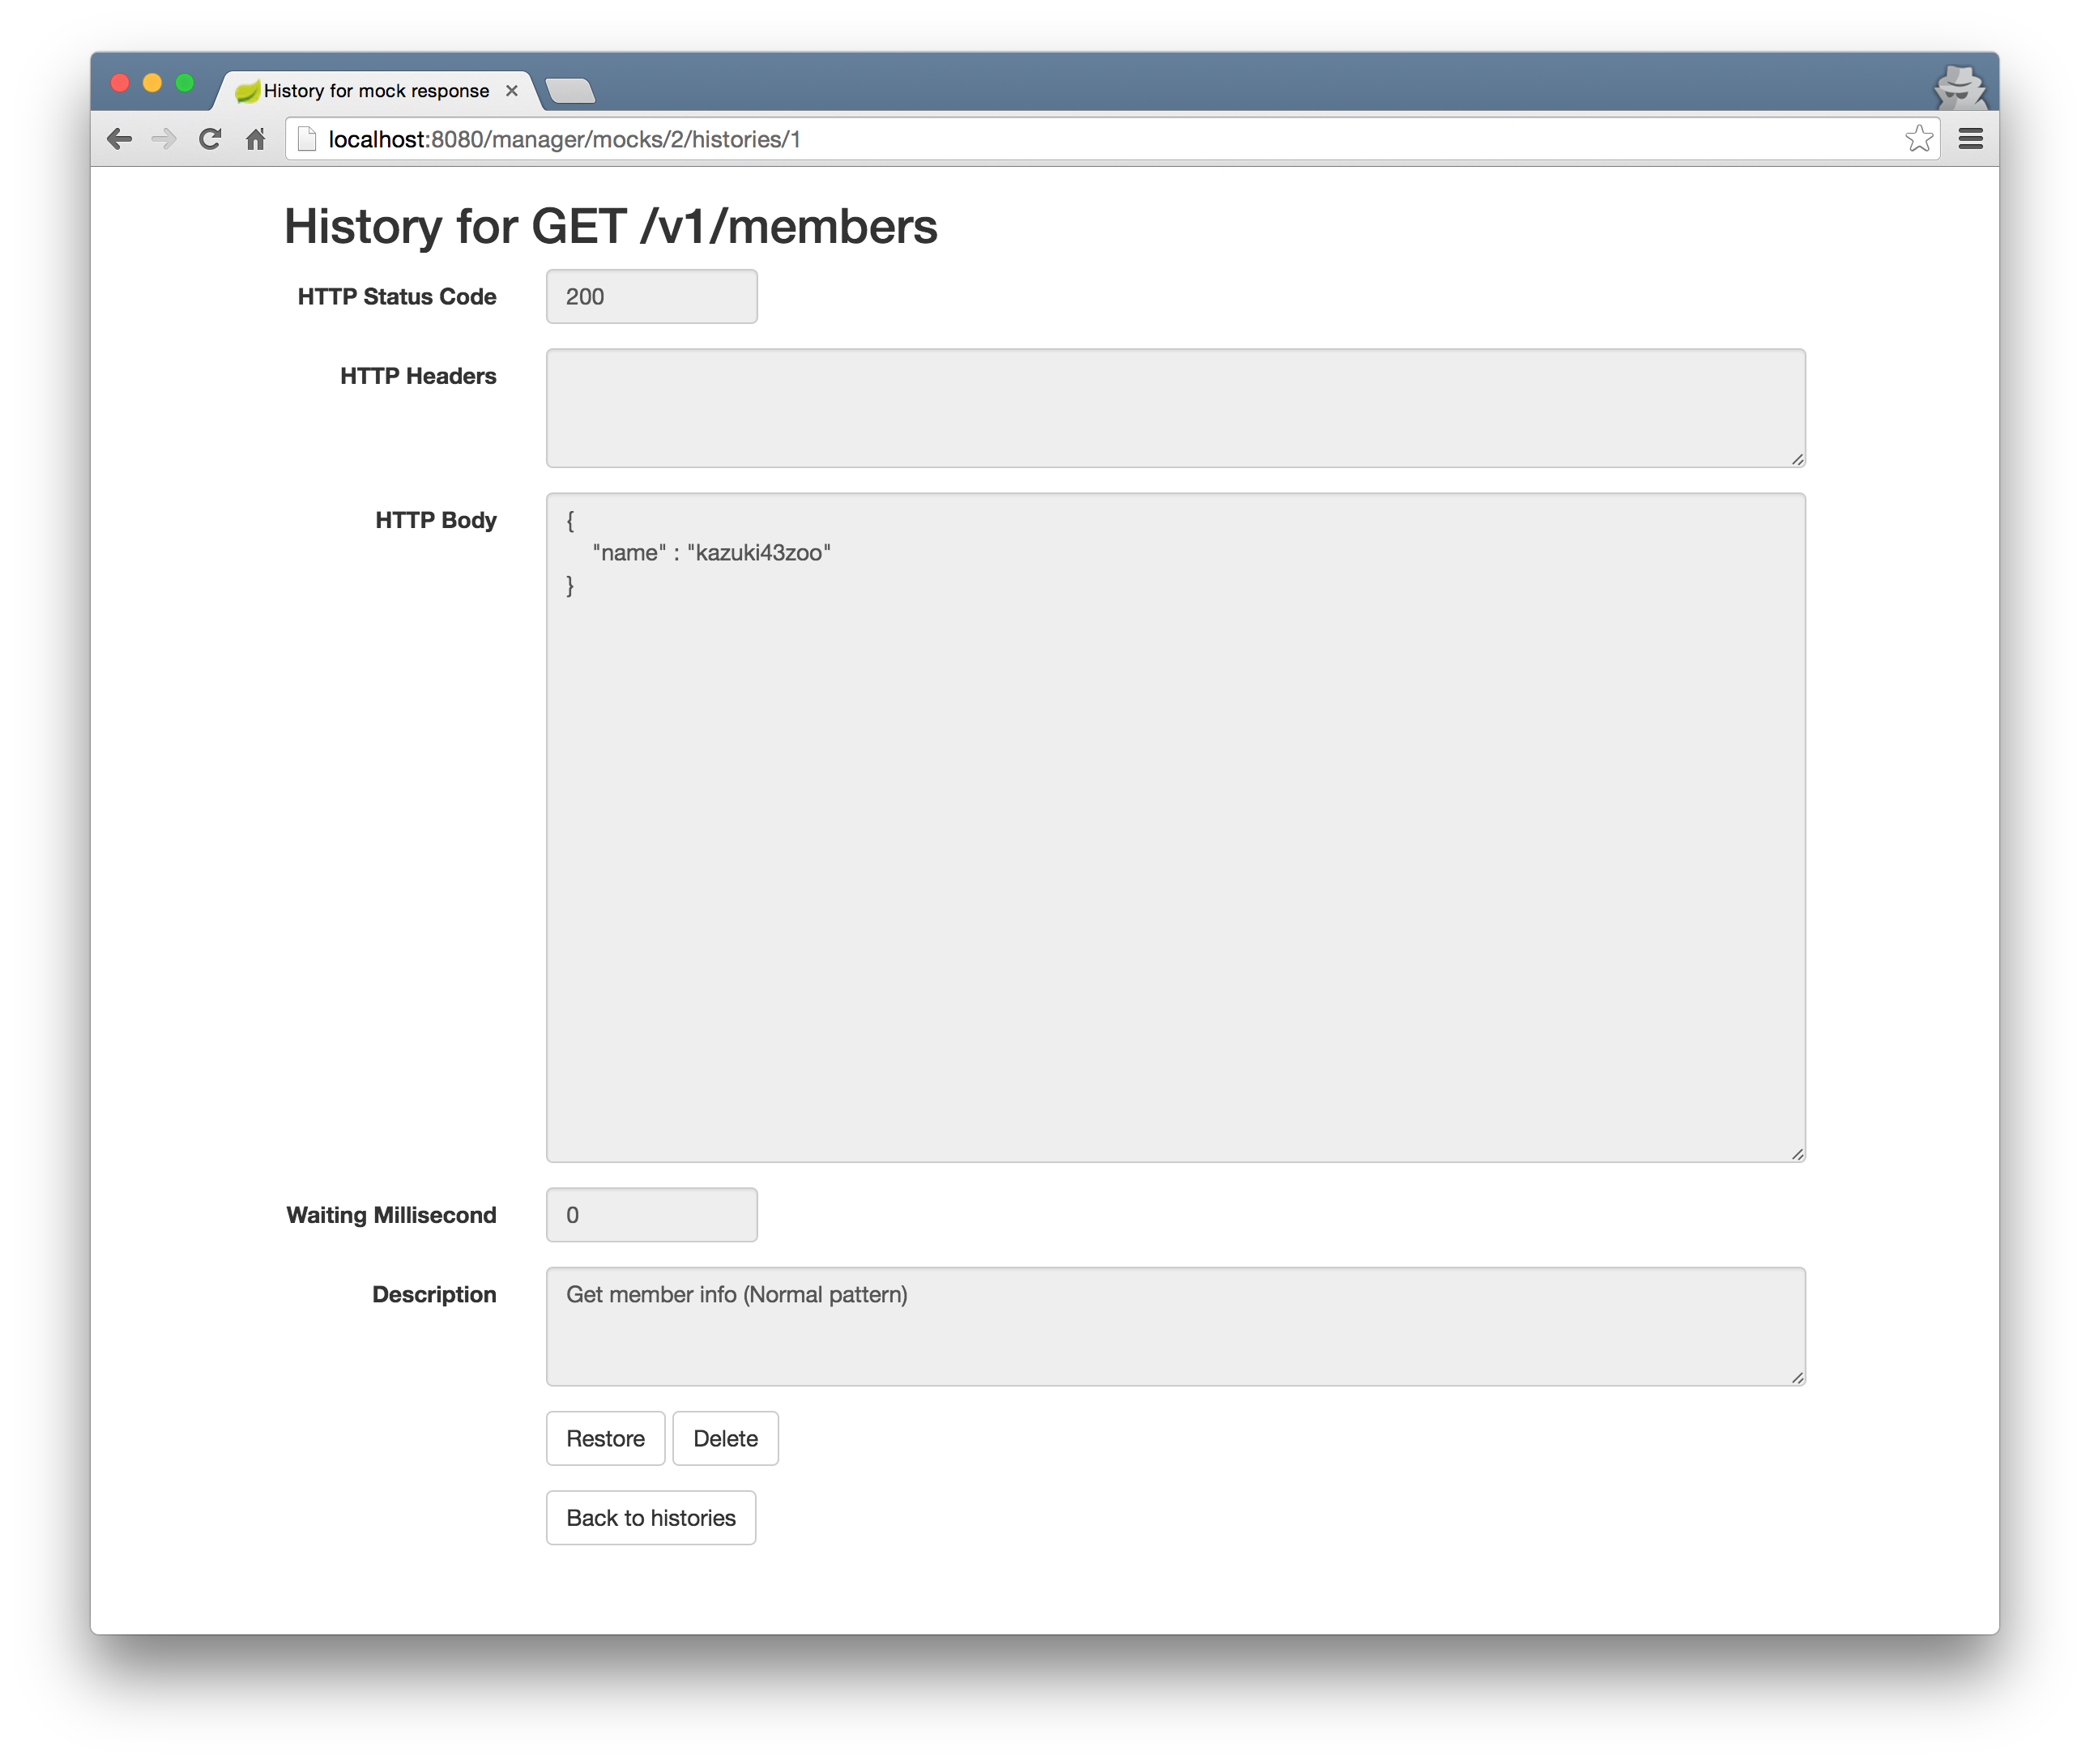 History for mock response
localhost:8080/manager/mocks/2/histories/1
History for GET /v1/members
HTTP Status Code
200
HTTP Headers
HTTP Body
{
"name" : "kazuki43zoo"
}
Waiting Millisecond
0
Description
Get member info (Normal pattern)
Restore Delete
Back to histories